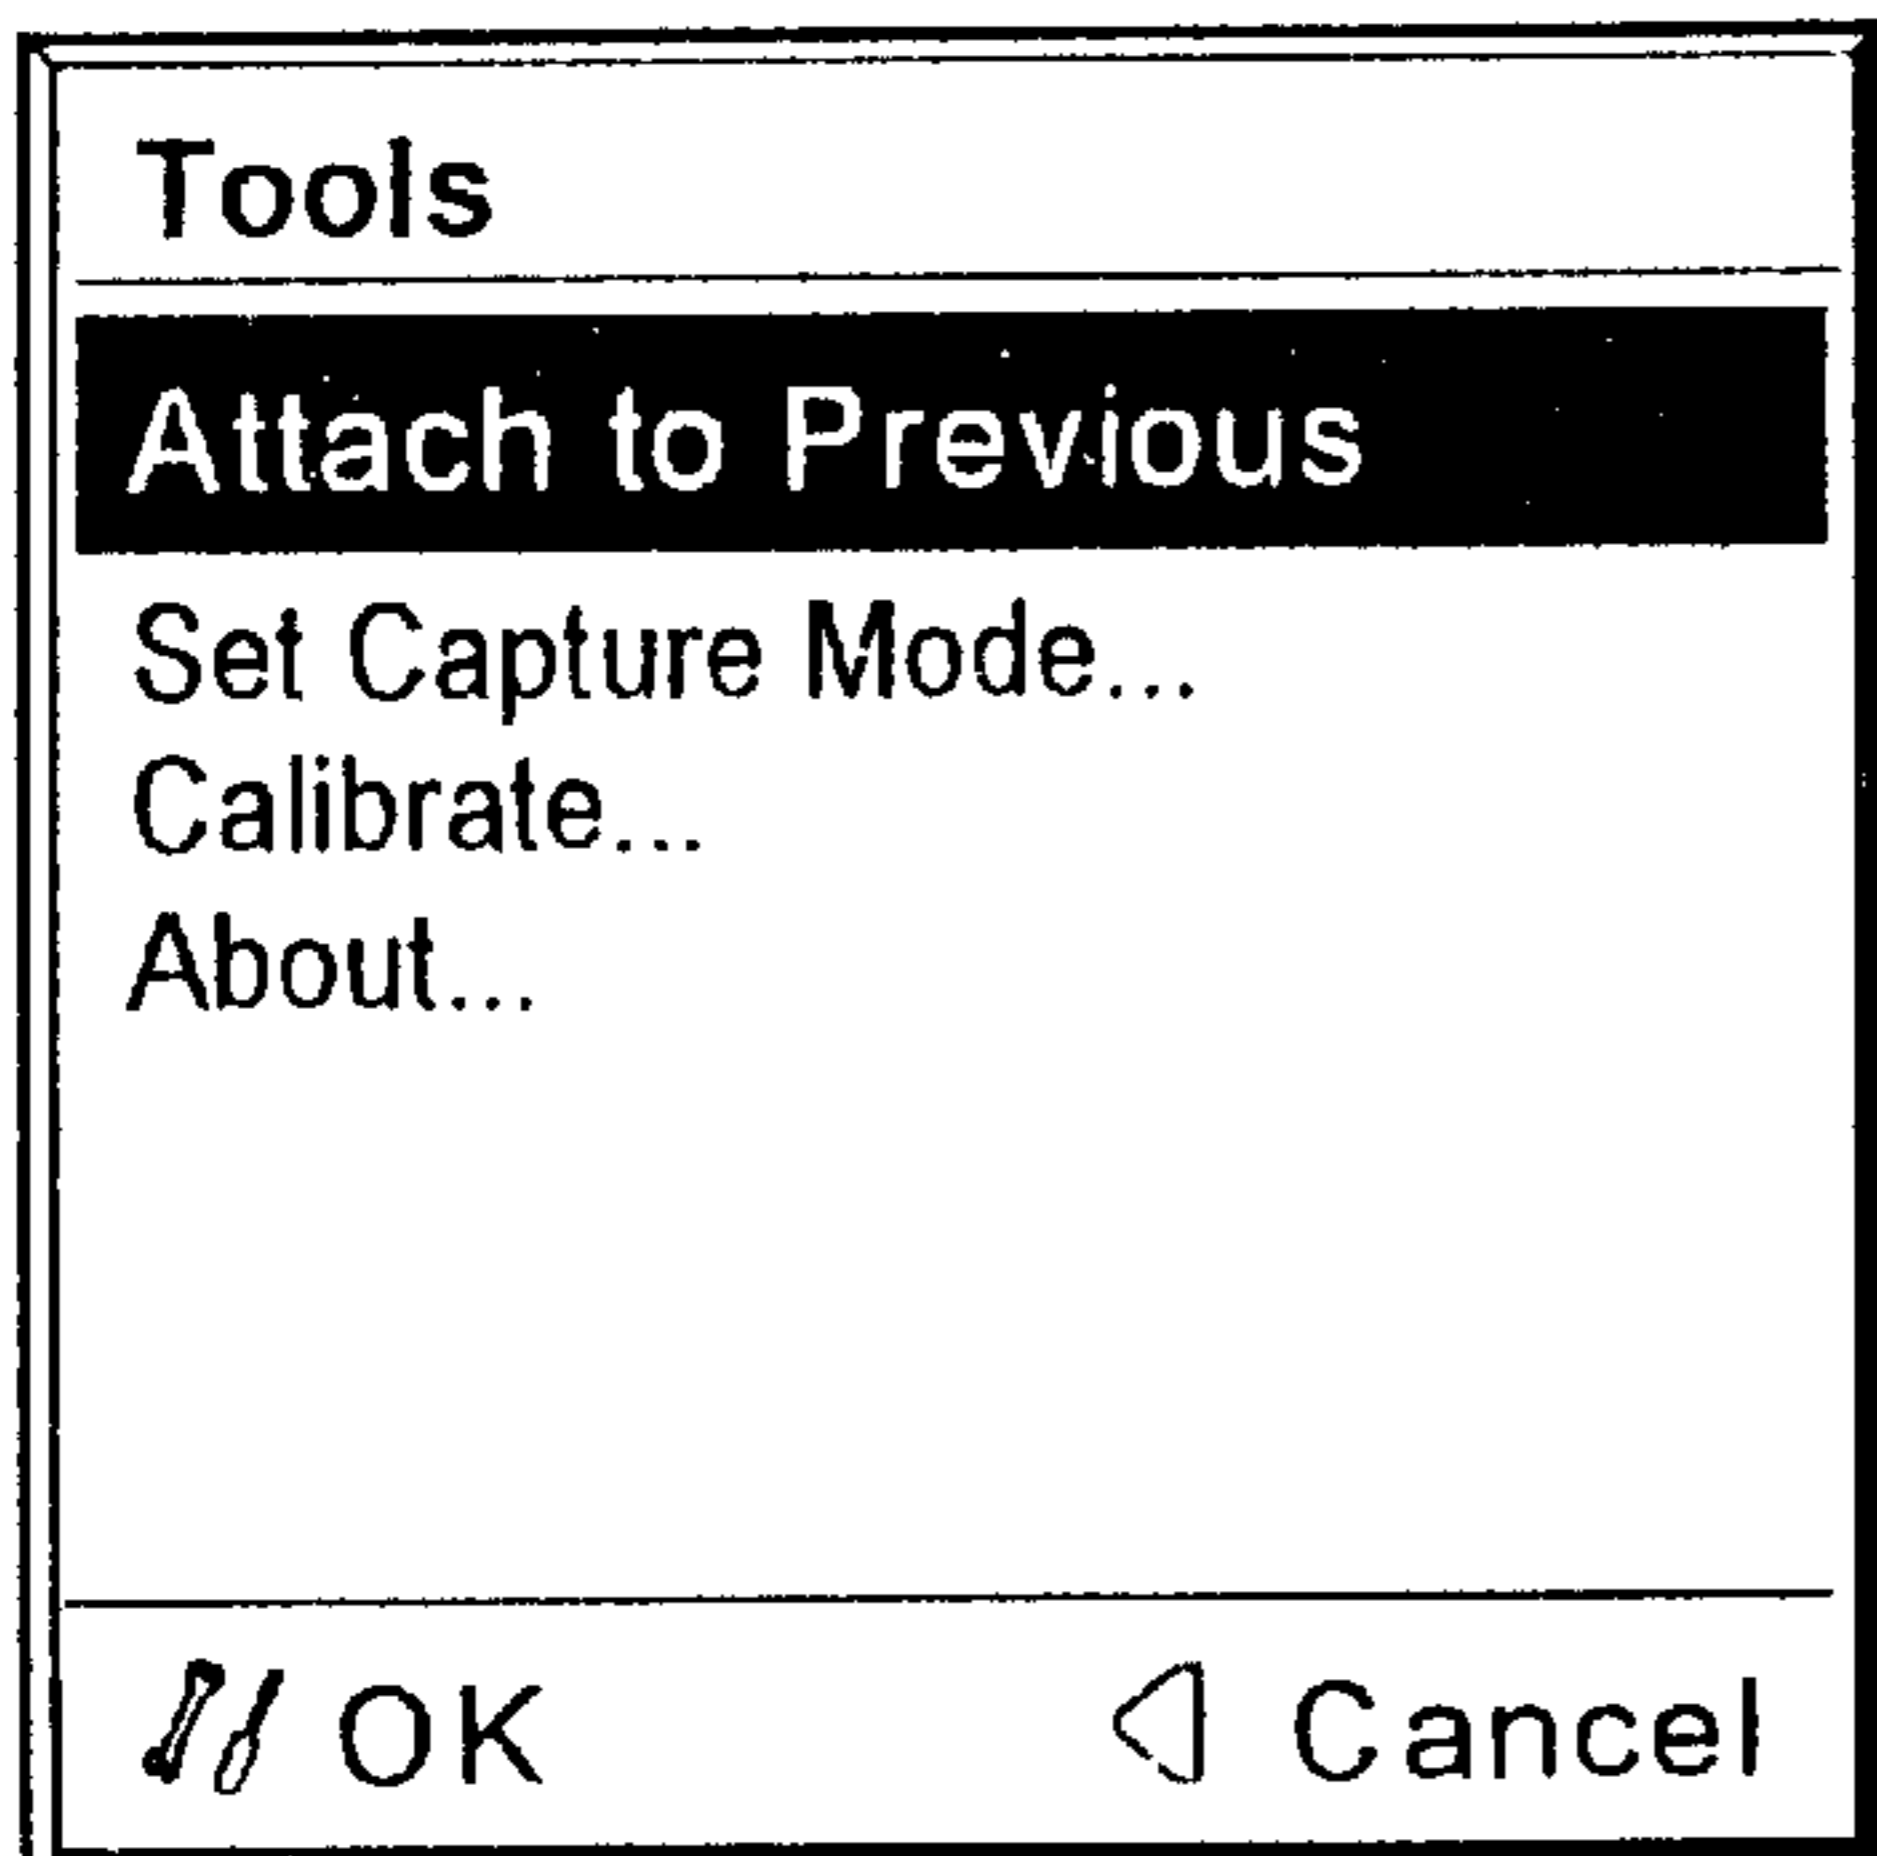 Tools
Attach to Previous
Set Capture Mode...
Calibrate...
About...
OK Cancel